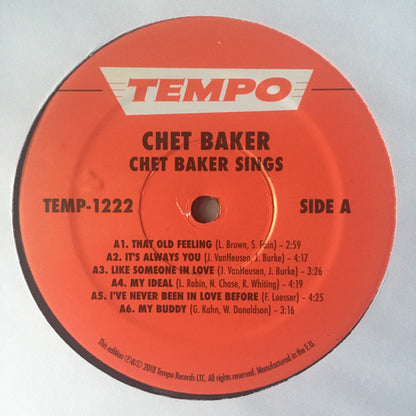 TEMPO
CHET BAKER
CHET BAKER SINGS
TEMP-1222 SIDE A
A1. THAT OLD FEELING (L. Brown, S. Fain) - 2:59
A2. IT'S ALWAYS YOU (J. VanHeusen, J. Burke) - 3:31
A3. LIKE SOMEONE IN LOVE (J. VanHeusen, J. Burke) - 3:26
A4. MY IDEAL (L. Robin, N. Chase, R. Whiting) - 4:19
A5. I'VE NEVER BEEN IN LOVE BEFORE (F. Loesser) - 4:25
A6. MY BUDDY (G. Kahn, W. Donaldson) - 3:16
This edition ℗&© 2018 Tempo Records LTC. All rights reserved. Manufactured in the E.U.